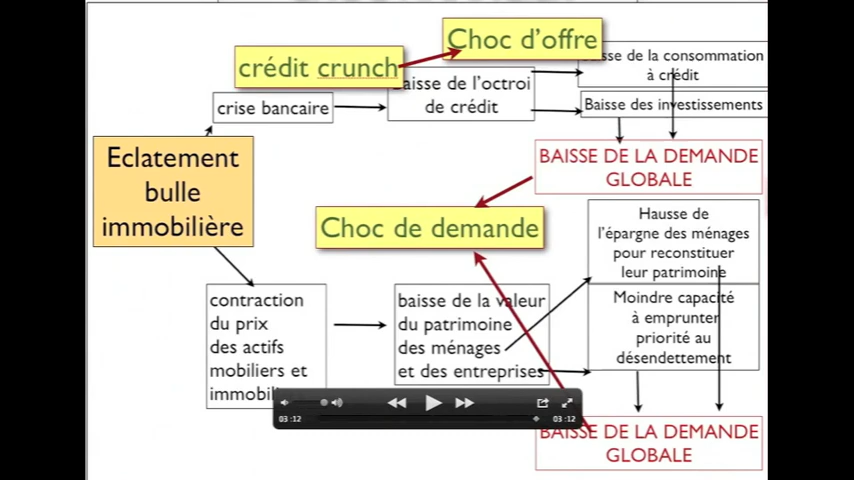 Choc d'offre
crédit crunch
baisse de la consommation
à crédit
baisse de l'octroi
de crédit
crise bancaire
Baisse des investissements
Eclatement
bulle
immobilière
BAISSE DE LA DEMANDE
GLOBALE
Choc de demande
Hausse de
l'épargne des ménages
pour reconstituer
leur patrimoine
contraction
du prix
des actifs
mobiliers et
immobil
baisse de la valeur
du patrimoine
des ménages
et des entreprises
Moindre capacité
à emprunter
priorité au
désendettement
03:12
03:12
BAISSE DE LA DEMANDE
GLOBALE